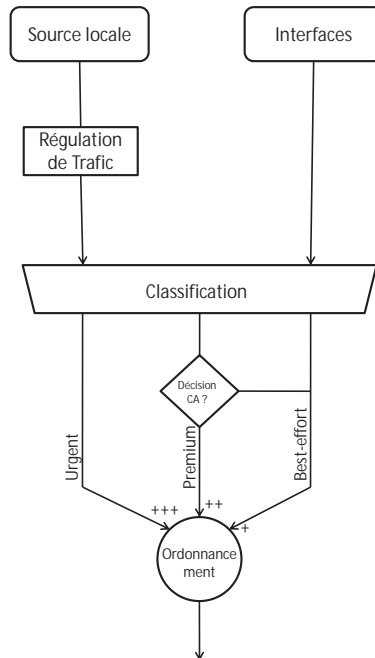 Source locale
Interfaces
Régulation
de Trafic
Classification
Décision
CA ?
Urgent
Premium
Best-effort
+++
++
+
Ordonnance
ment